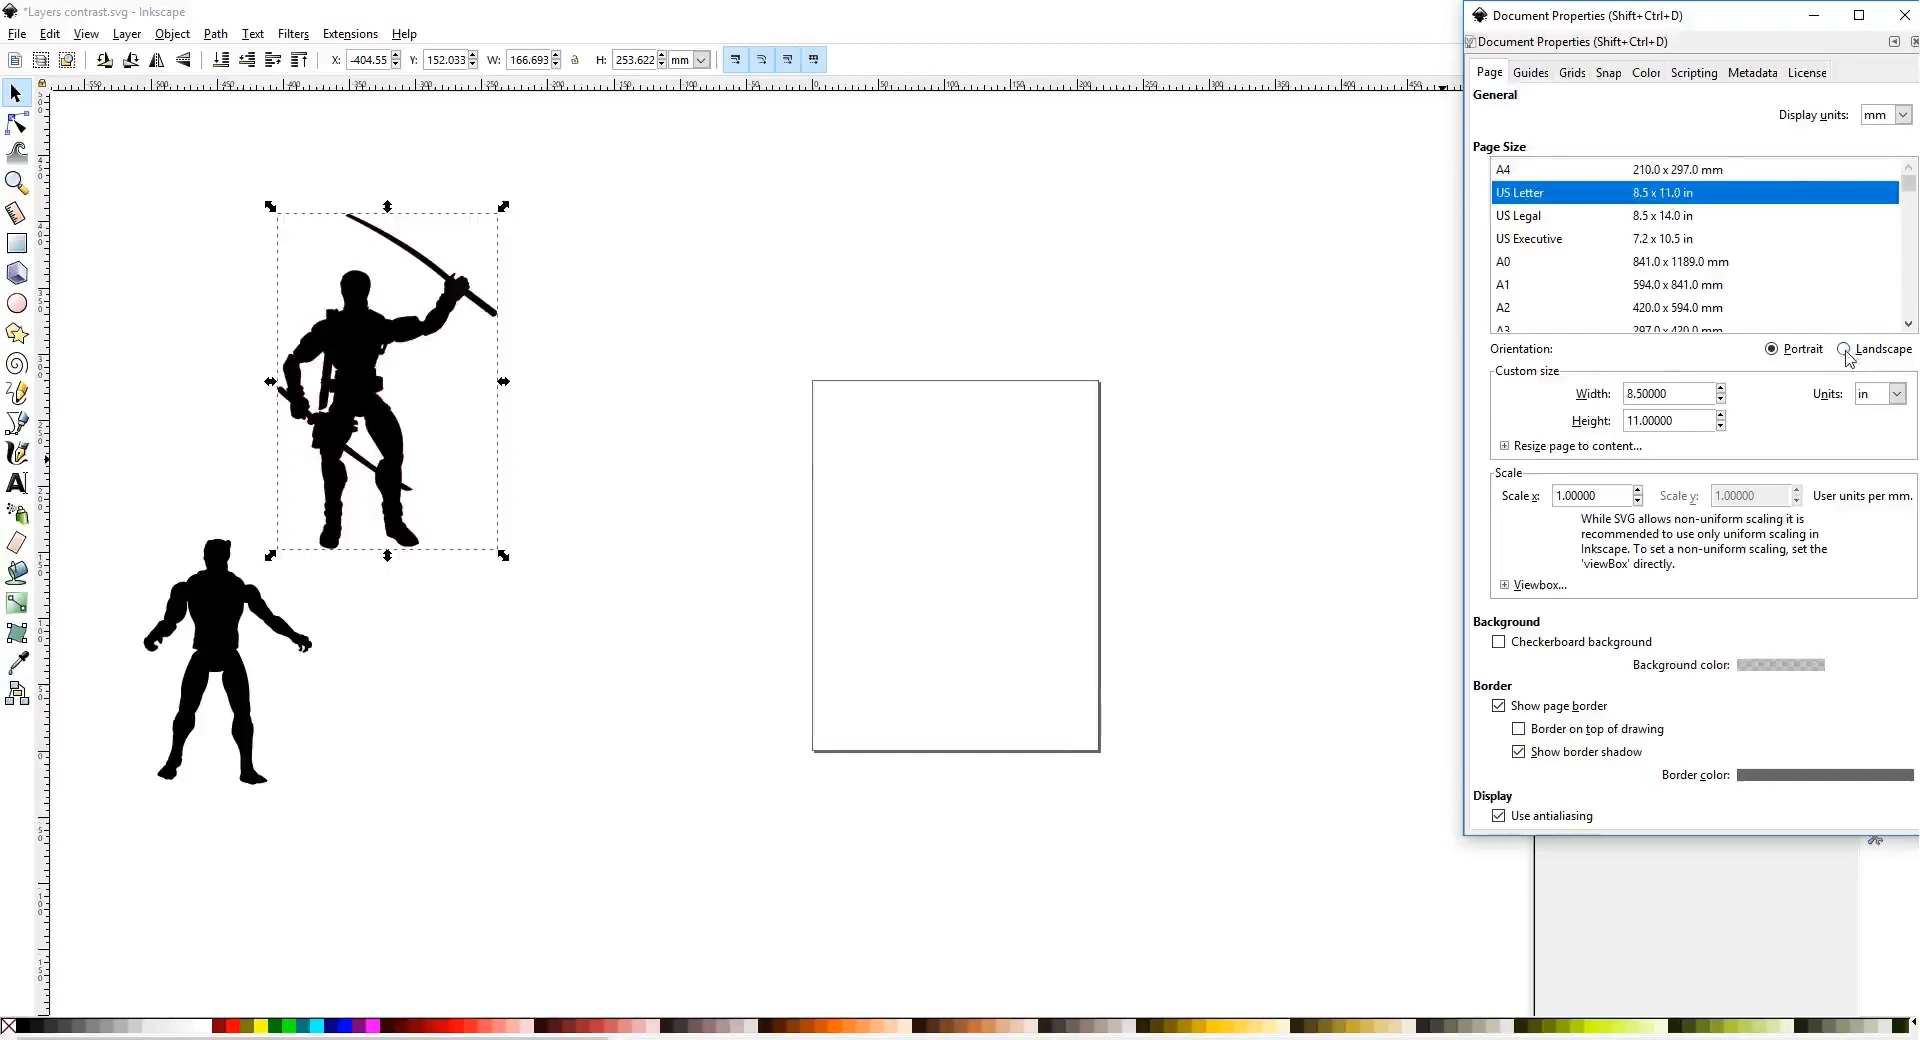 *Layers contrast.svg - Inkscape
File Edit View Layer Object Path Text Filters Extensions Help
X: -404.55 Y: 152.033 W: 166.693 H: 253.622 mm
Document Properties (Shift+Ctrl+D)
Document Properties (Shift+Ctrl+D)
Page Guides Grids Snap Color Scripting Metadata License
General
Display units: mm
Page Size
A4 210.0 x 297.0 mm
US Letter 8.5 x 11.0 in
US Legal 8.5 x 14.0 in
US Executive 7.2 x 10.5 in
A0 841.0 x 1189.0 mm
A1 594.0 x 841.0 mm
A2 420.0 x 594.0 mm
A3 297.0 x 420.0 mm
Orientation: Portrait Landscape
Custom size
Width: 8.50000 Units: in
Height: 11.00000
Resize page to content...
Scale
Scale x: 1.00000 Scale y: 1.00000 User units per mm.
While SVG allows non-uniform scaling it is
recommended to use only uniform scaling in
Inkscape. To set a non-uniform scaling, set the
'viewBox' directly.
Viewbox...
Background
Checkerboard background
Background color:
Border
Show page border
Border on top of drawing
Show border shadow
Border color:
Display
Use antialiasing